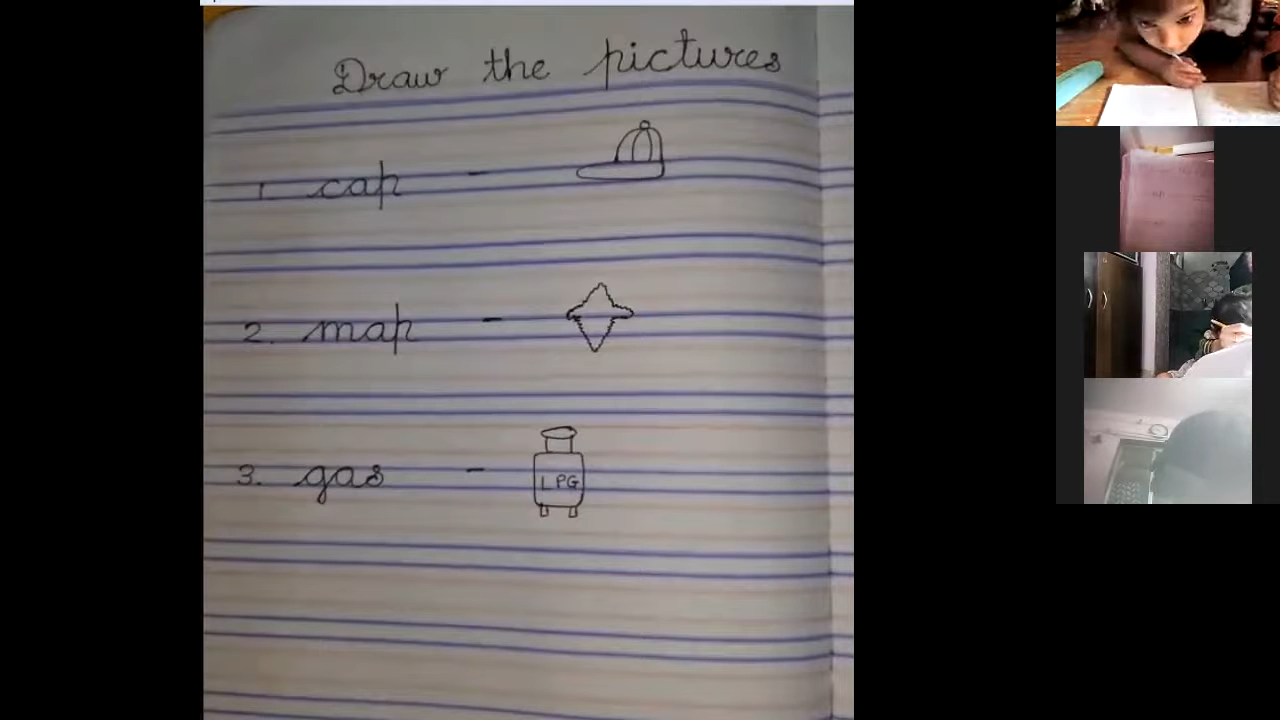 Draw the pictures
1. cap -
2. map -
3. gas - LPG